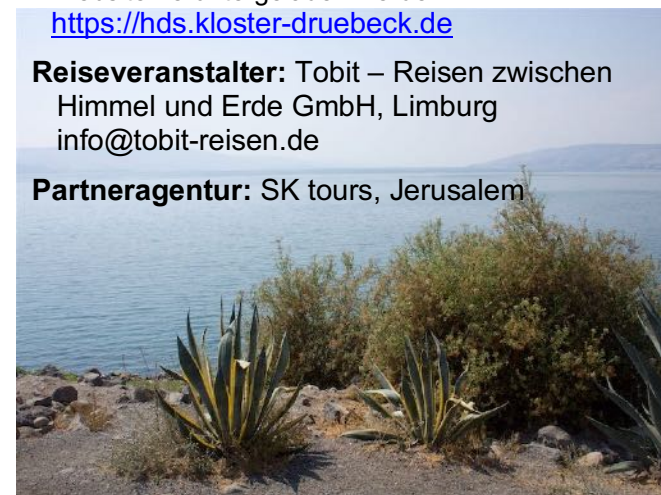 https://hds.kloster-druebeck.de
Reiseveranstalter: Tobit – Reisen zwischen
Himmel und Erde GmbH, Limburg
info@tobit-reisen.de
Partneragentur: SK tours, Jerusalem